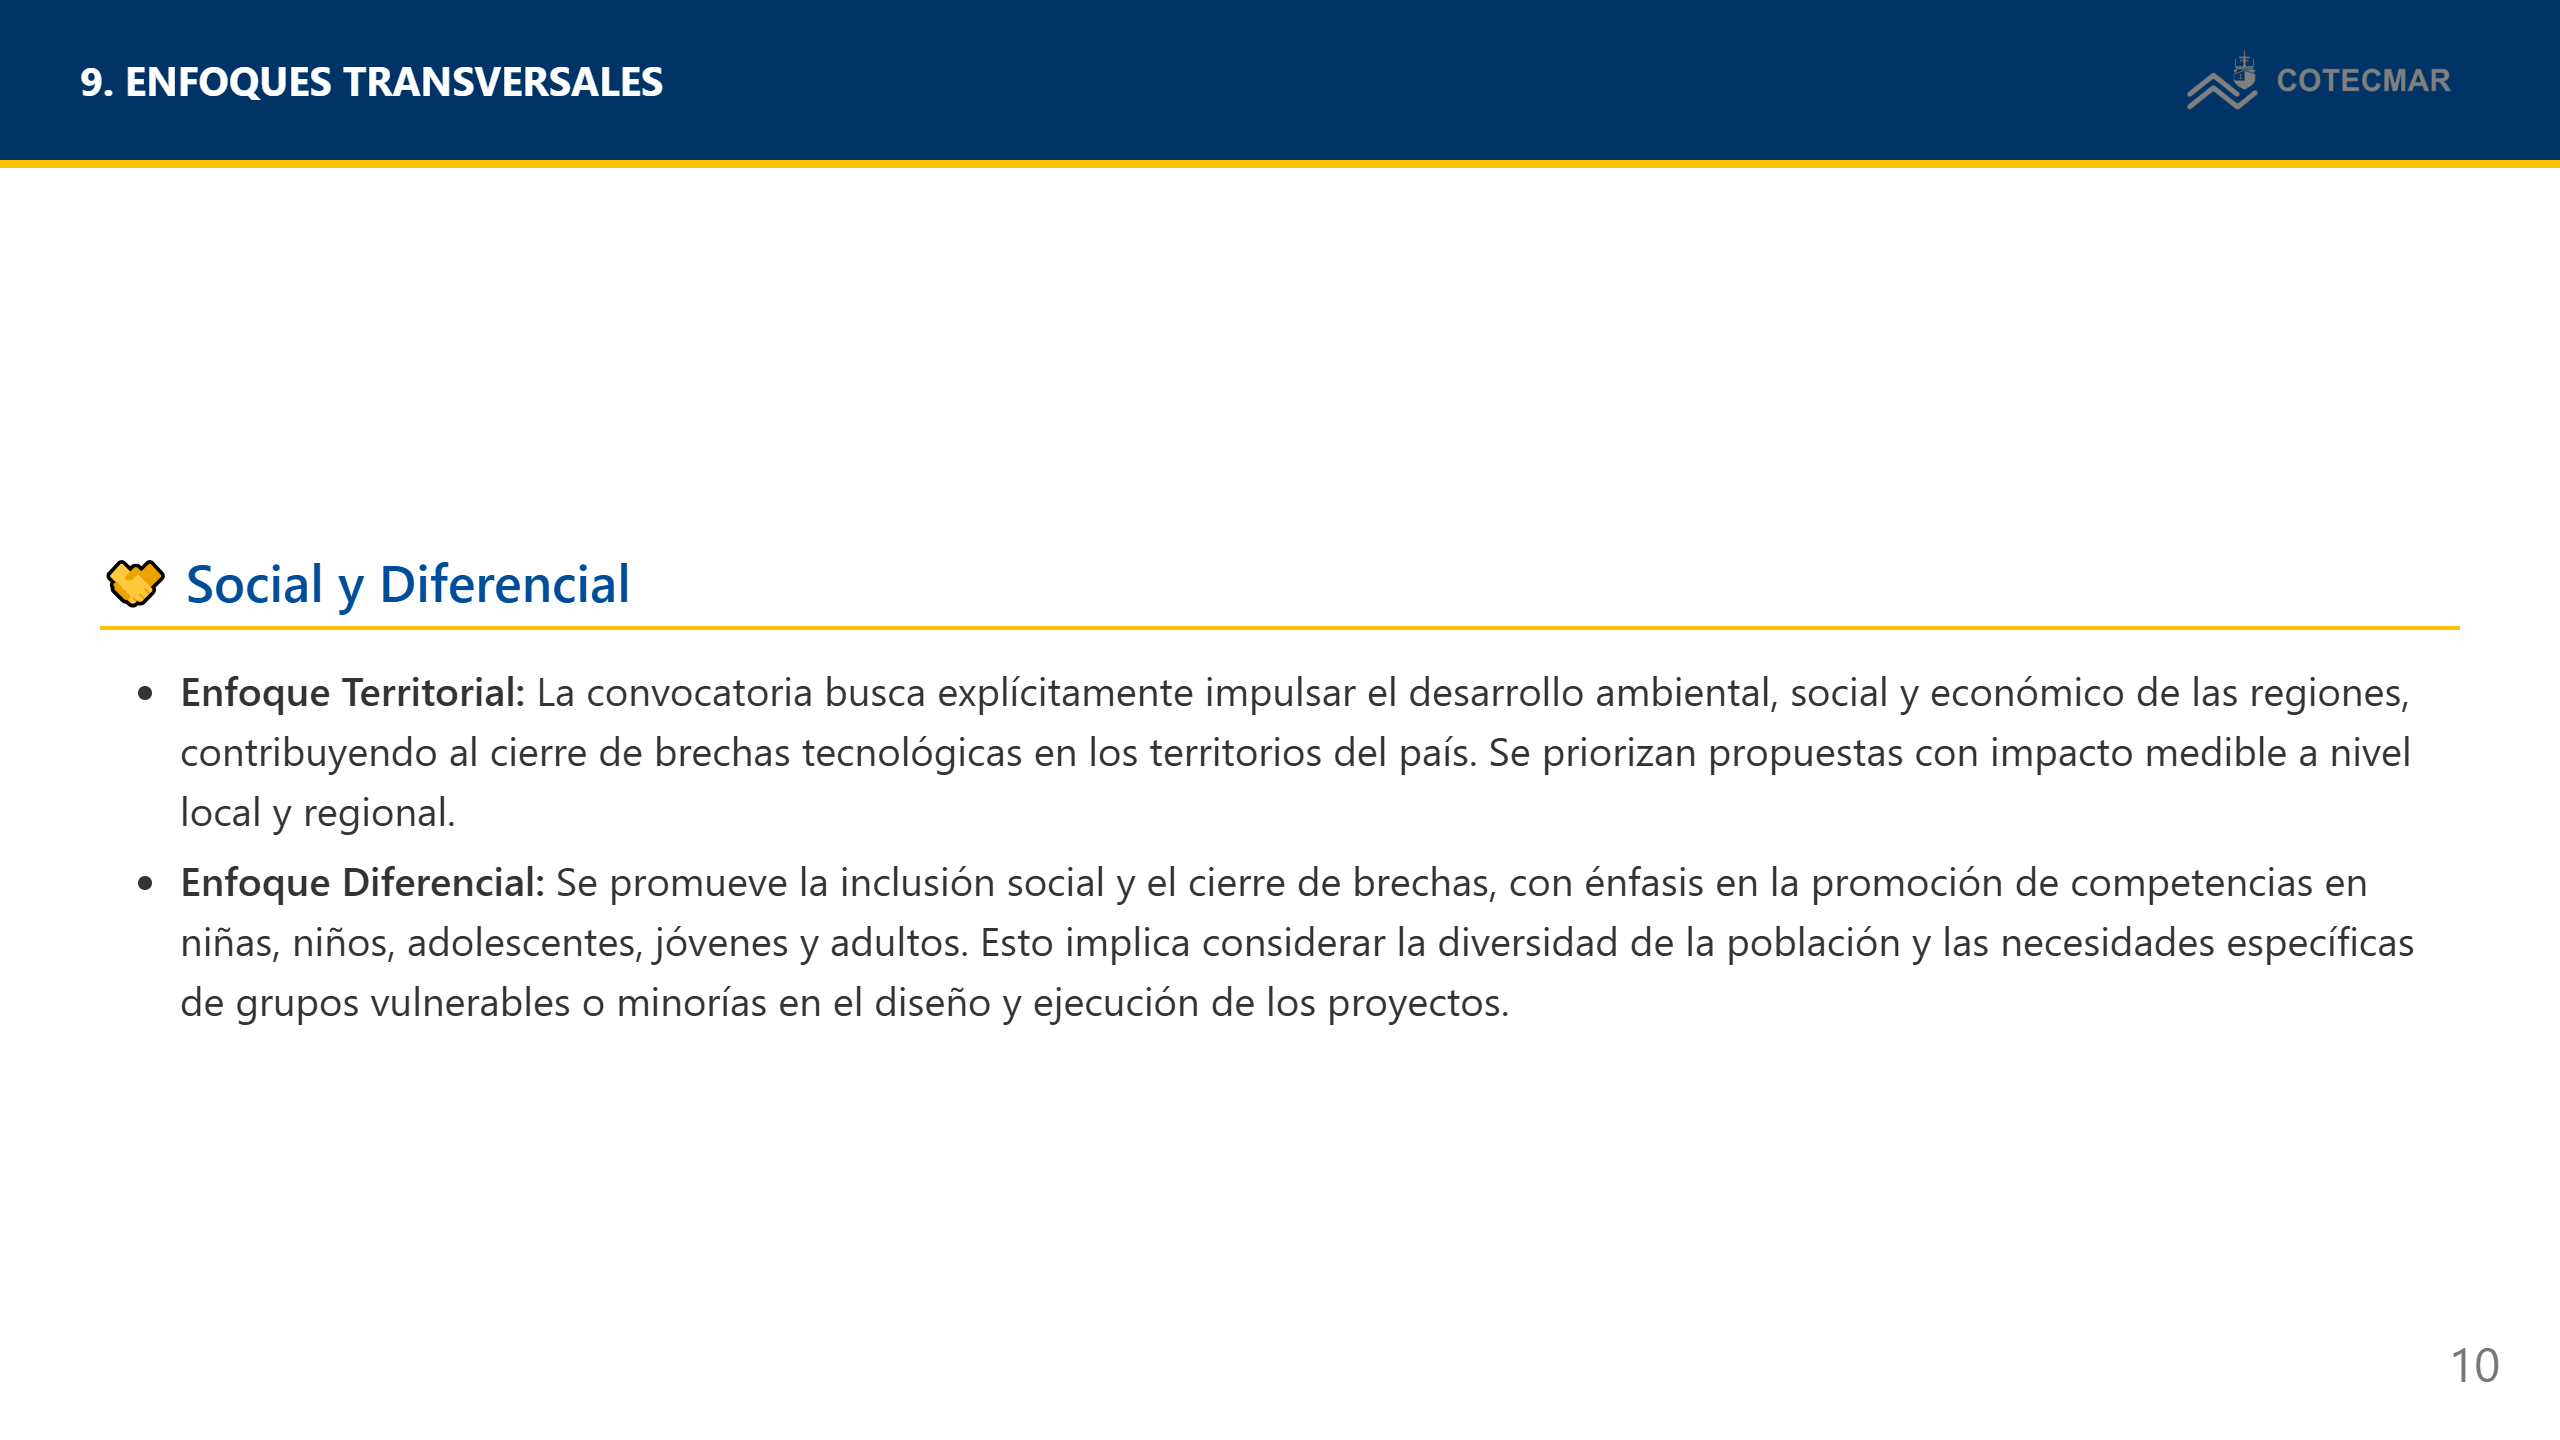 9. ENFOQUES TRANSVERSALES
COTECMAR
Social y Diferencial
Enfoque Territorial: La convocatoria busca explícitamente impulsar el desarrollo ambiental, social y económico de las regiones,
contribuyendo al cierre de brechas tecnológicas en los territorios del país. Se priorizan propuestas con impacto medible a nivel
local y regional.
Enfoque Diferencial: Se promueve la inclusión social y el cierre de brechas, con énfasis en la promoción de competencias en
niñas, niños, adolescentes, jóvenes y adultos. Esto implica considerar la diversidad de la población y las necesidades específicas
de grupos vulnerables o minorías en el diseño y ejecución de los proyectos.
10